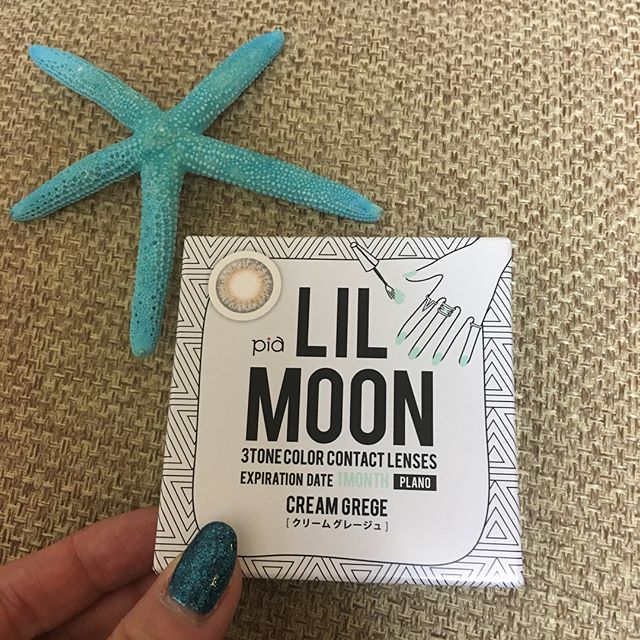 pià LIL
MOON
3TONE COLOR CONTACT LENSES
EXPIRATION DATE 1MONTH PLANO
CREAM GREGE
[クリームグレージュ]